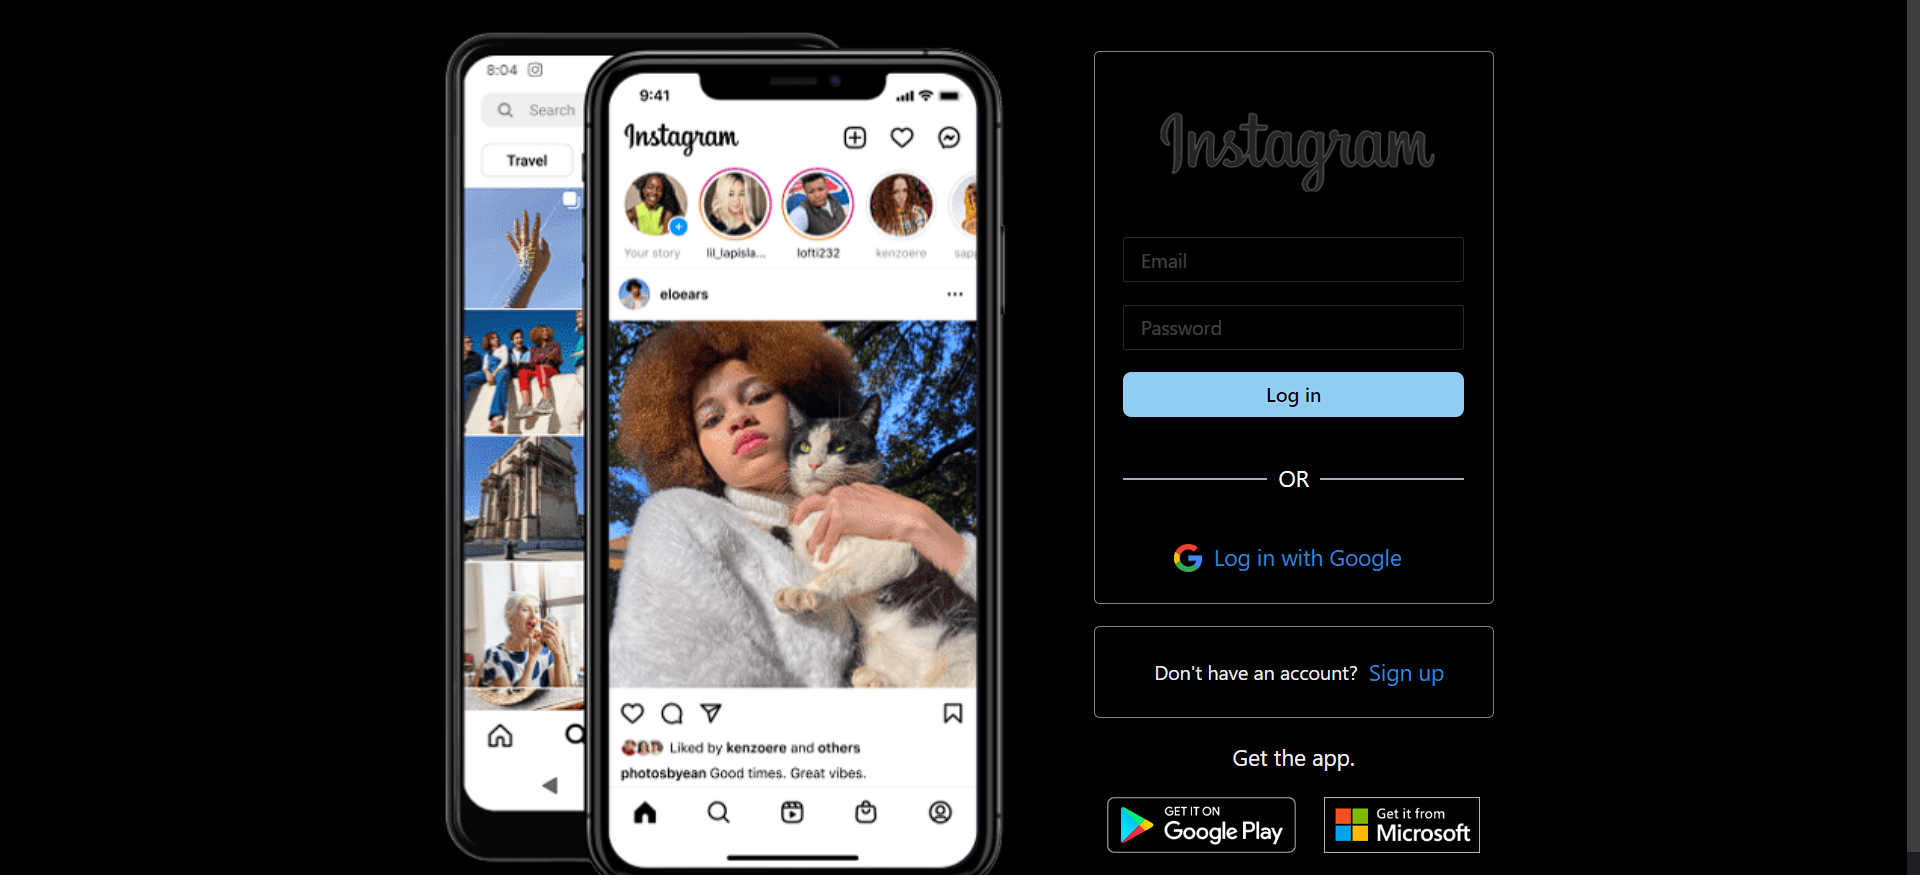 8:04
Search
Travel
9:41
Instagram
Your story
lil_lapisla...
lofti232
kenzoere
sap
eloears
Liked by kenzoere and others
photosbyean Good times. Great vibes.
Instagram
Email
Password
Log in
OR
Log in with Google
Don't have an account? Sign up
Get the app.
GET IT ON
Google Play
Get it from
Microsoft